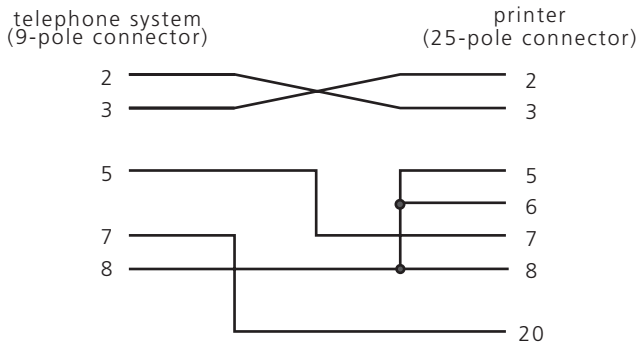 telephone system
(9-pole connector)
printer
(25-pole connector)
2 2
3 3
5 5
6
7 7
8 8
20